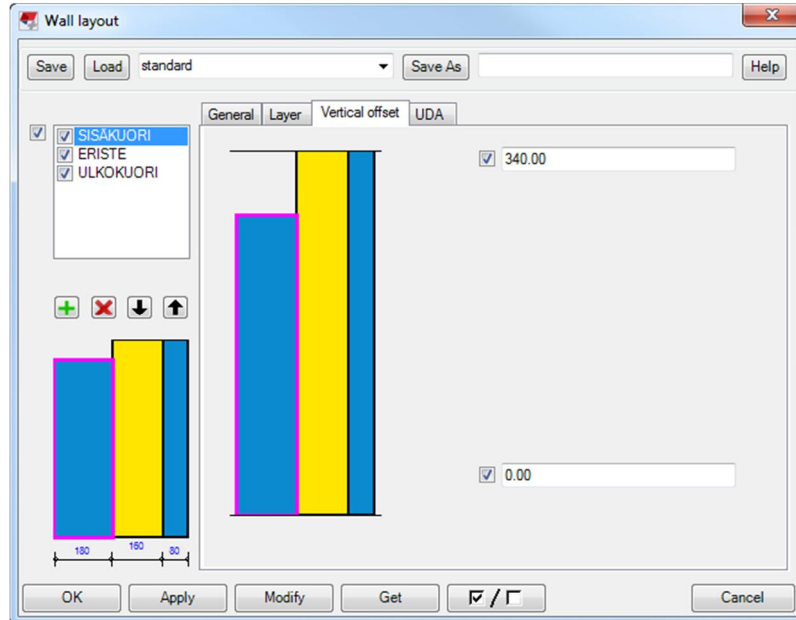 Wall layout
Save Load standard Save As Help
General Layer Vertical offset UDA
SISÄKUORI
ERISTE
ULKOKUORI
340.00
0.00
180 160 80
OK Apply Modify Get / Cancel